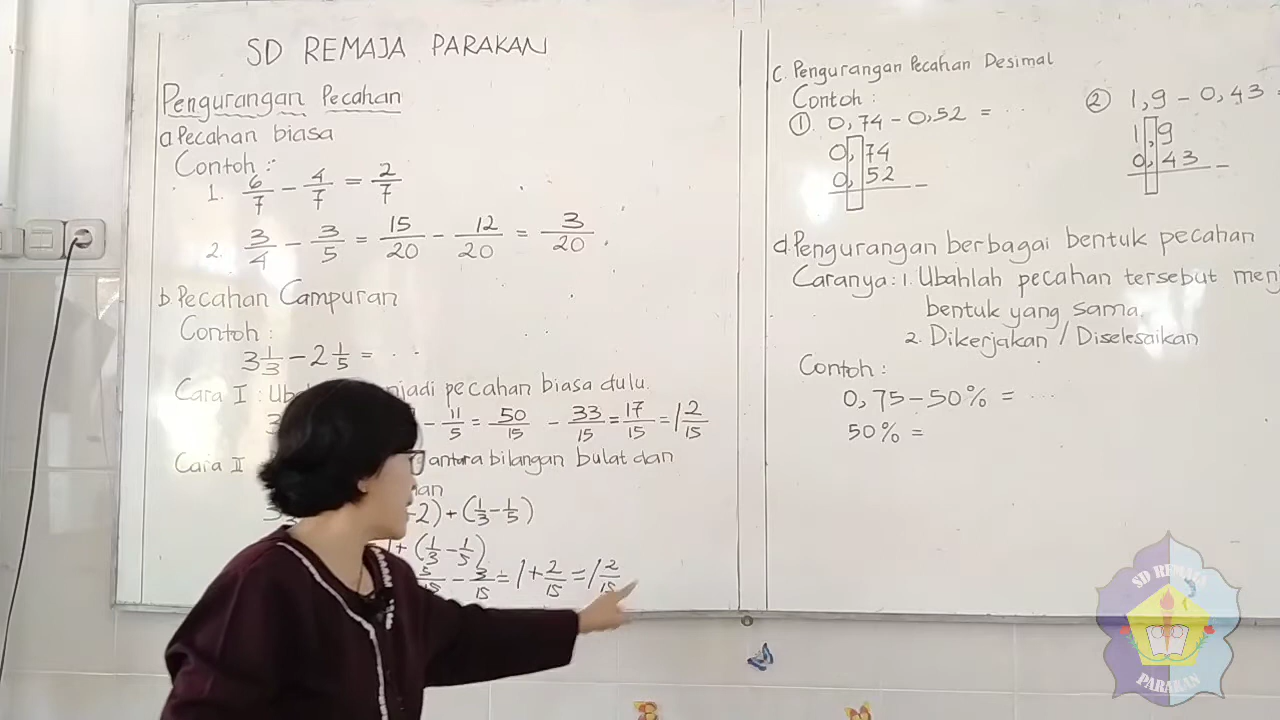 SD REMAJA PARAKAN
Pengurangan Pecahan
a Pecahan biasa
Contoh :
1. 6/7 - 4/7 = 2/7
2. 3/4 - 3/5 = 15/20 - 12/20 = 3/20
b. Pecahan Campuran
Contoh :
3 1/3 - 2 1/5 = . .
Cara I : njadi pecahan biasa dulu.
- 11/5 = 50/15 - 33/15 = 17/15 = 1 2/15
Cara II antara bilangan bulat dan
2) + (1/3 - 1/5)
1 + (1/3 - 1/5)
- 3/15 = 1 + 2/15 = 1 2/15
C. Pengurangan Pecahan Desimal
Contoh :
1. 0,74 - 0,52 = ...
0,74
0,52 -
2 1,9 - 0,43 =
1,9
0,43 -
d. Pengurangan berbagai bentuk pecahan
Caranya : 1. Ubahlah pecahan tersebut menj
bentuk yang sama.
2. Dikerjakan / Diselesaikan
Contoh :
0,75 - 50% = ...
50% =
SD REMAJA
PARAKAN